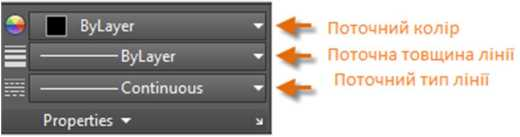 ByLayer Поточний колір
ByLayer Поточна товщина лінії
Continuous Поточний тип лінії
Properties